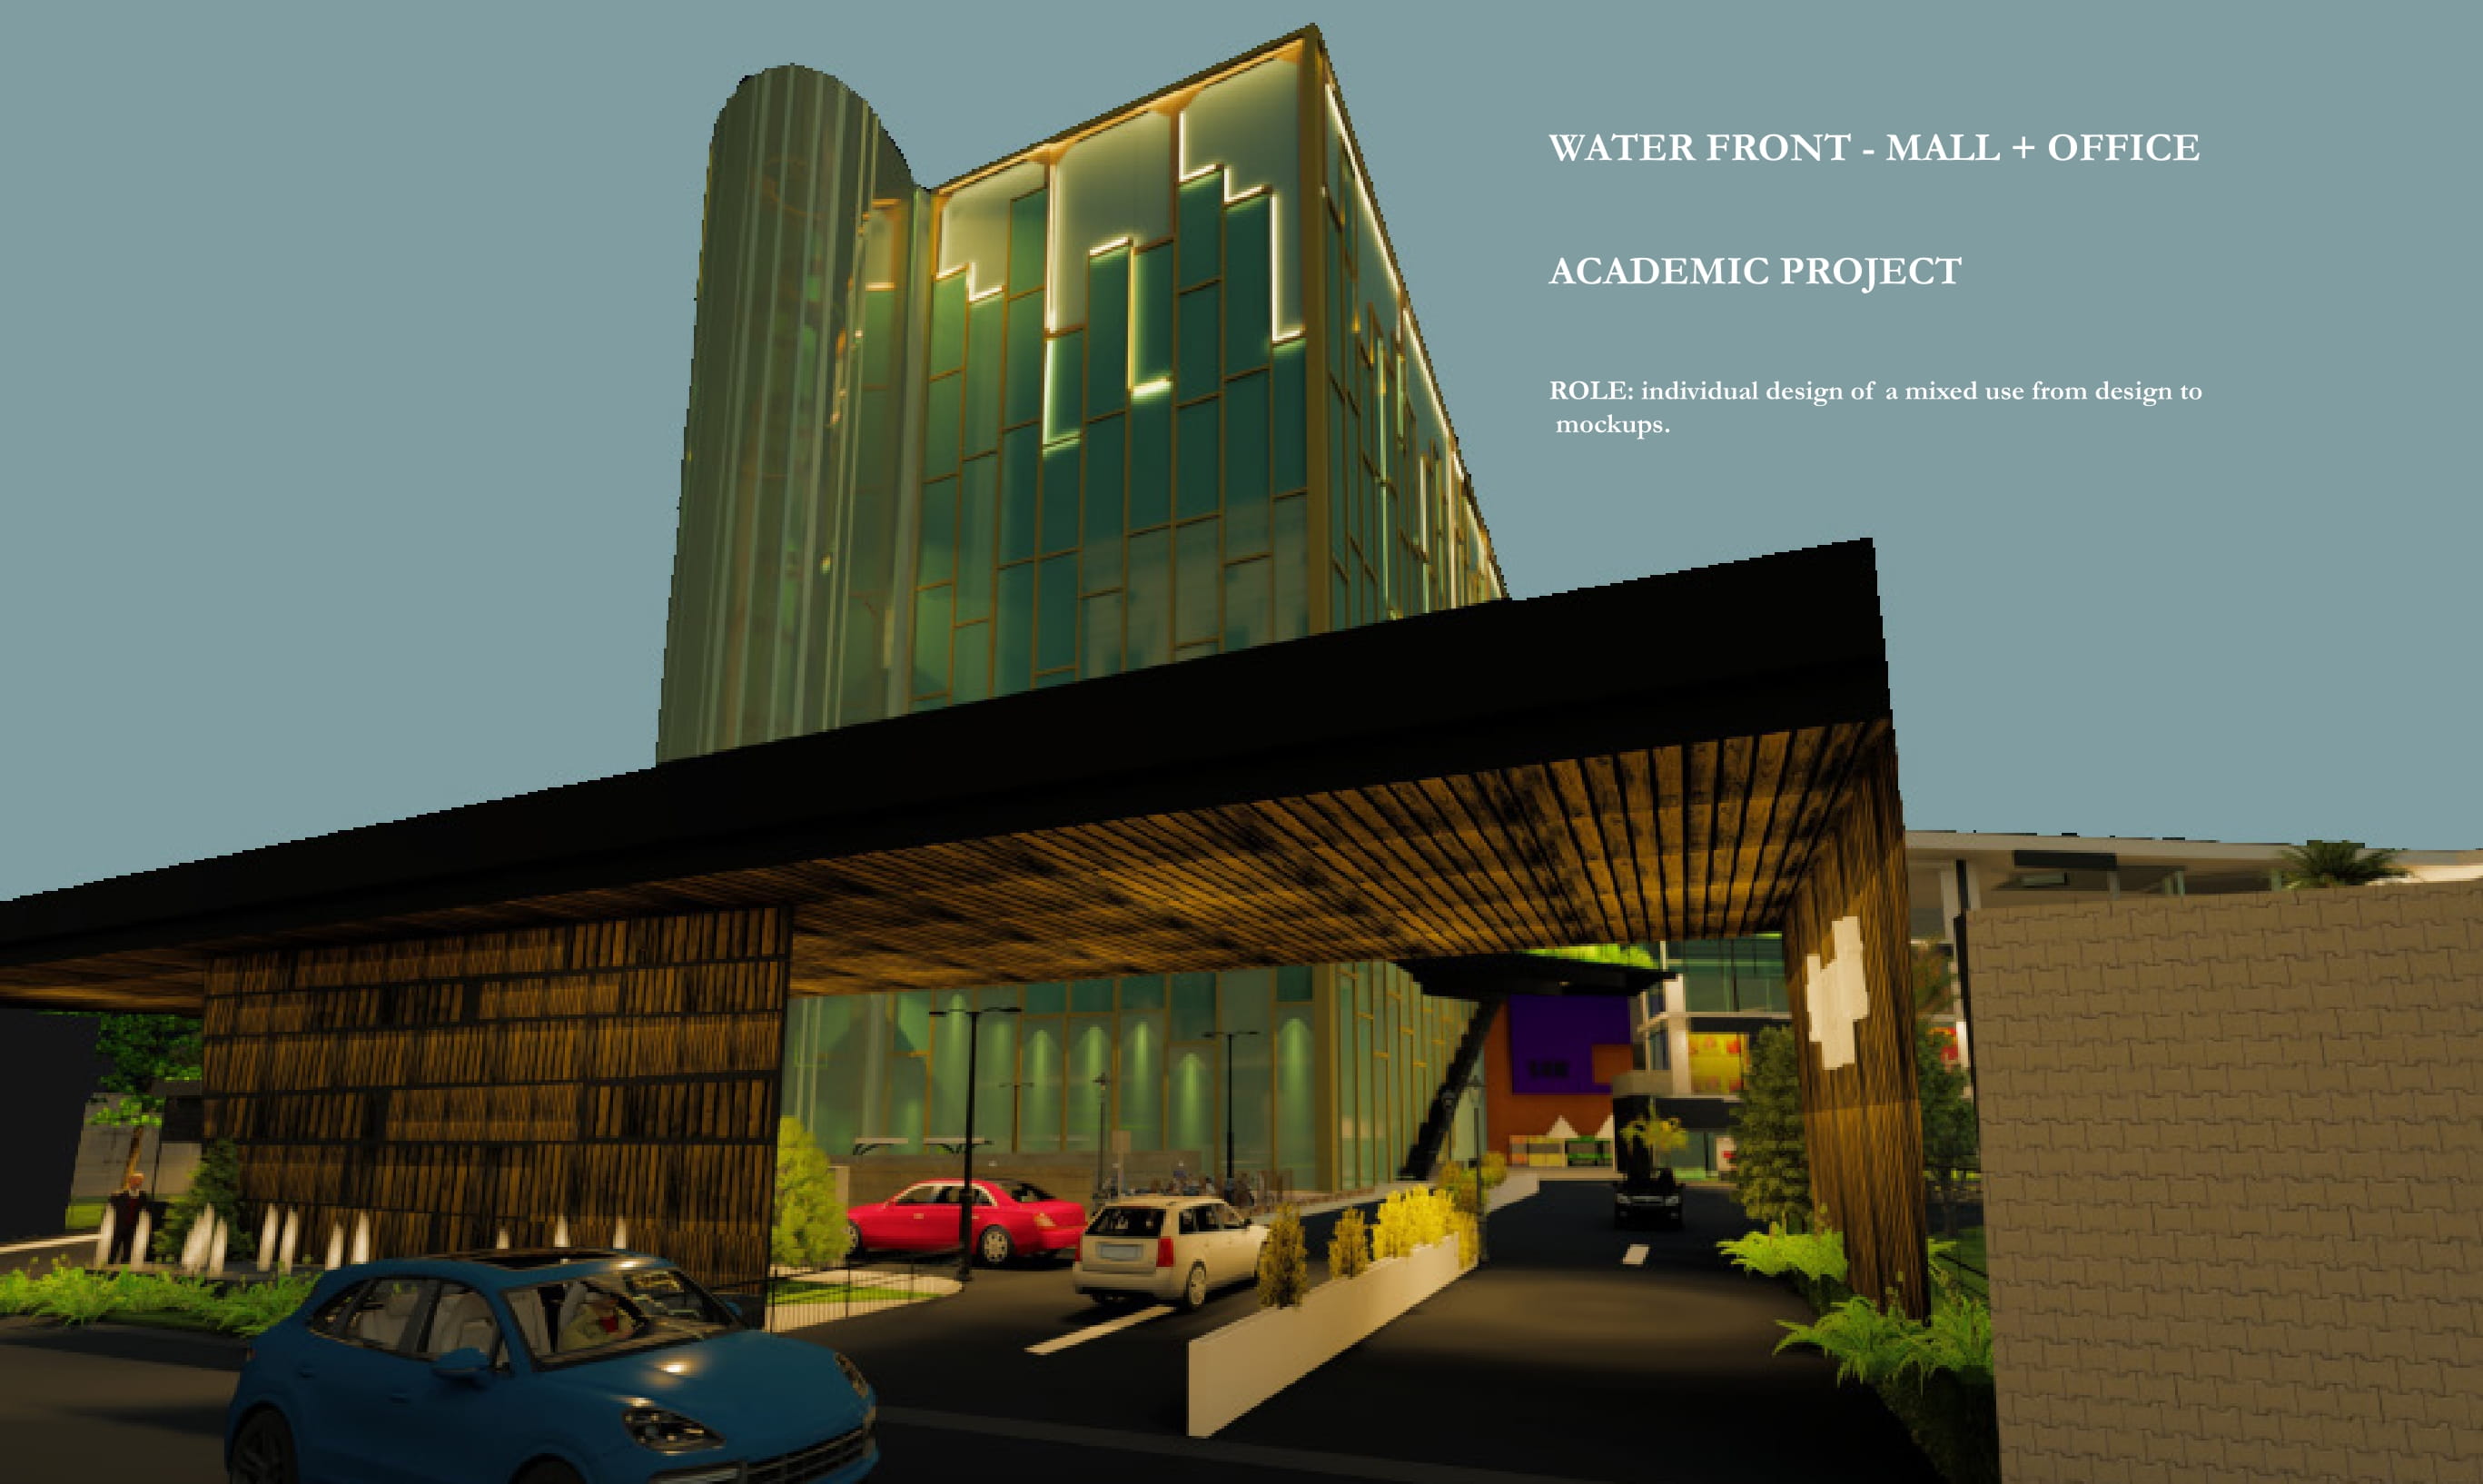 WATER FRONT - MALL + OFFICE
ACADEMIC PROJECT
ROLE: individual design of a mixed use from design to
mockups.